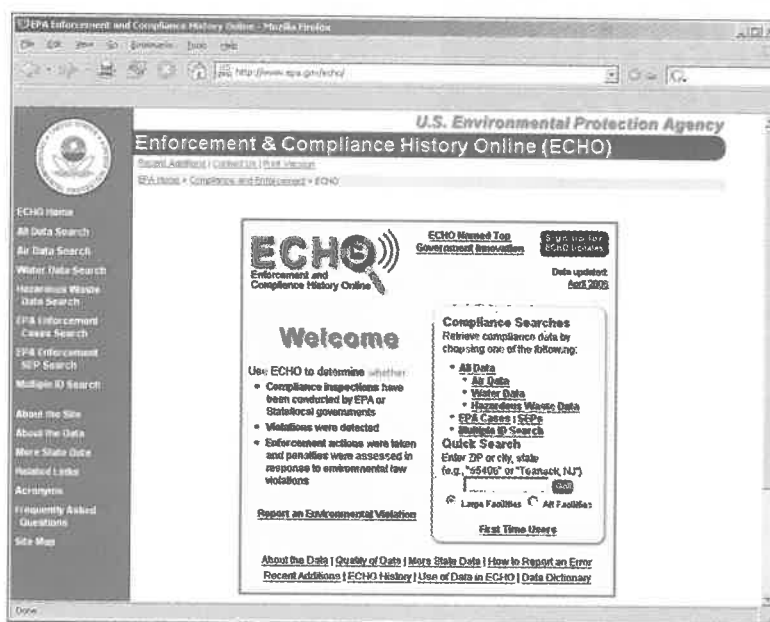 EPA Enforcement and Compliance History Online - Mozilla Firefox
File Edit View Go Bookmarks Tools Help
http://www.epa.gov/echo/
U.S. Environmental Protection Agency
Enforcement & Compliance History Online (ECHO)
Recent Additions | Contact Us | Print Version
EPA Home > Compliance and Enforcement > ECHO
ECHO Home
All Data Search
Air Data Search
Water Data Search
Hazardous Waste
Data Search
EPA Enforcement
Cases Search
EPA Enforcement
SEP Search
Multiple ID Search
About the Site
About the Data
More State Data
Related Links
Acronyms
Frequently Asked
Questions
Site Map
ECHO
Enforcement and
Compliance History Online
ECHO Named Top
Government Innovation
Sign up for
ECHO Updates
Data updated:
April 2006
Welcome
Use ECHO to determine whether
• Compliance inspections have
been conducted by EPA or
State/local governments
• Violations were detected
• Enforcement actions were taken
and penalties were assessed in
response to environmental law
violations
Report an Environmental Violation
Compliance Searches
Retrieve compliance data by
choosing one of the following:
• All Data
• Air Data
• Water Data
• Hazardous Waste Data
• EPA Cases | SEPs
• Multiple ID Search
Quick Search
Enter ZIP or city, state
(e.g., "65406" or "Teaneck, NJ")
Go!
Large Facilities All Facilities
First Time Users
About the Data | Quality of Data | More State Data | How to Report an Error
Recent Additions | ECHO History | Use of Data in ECHO | Data Dictionary
Done